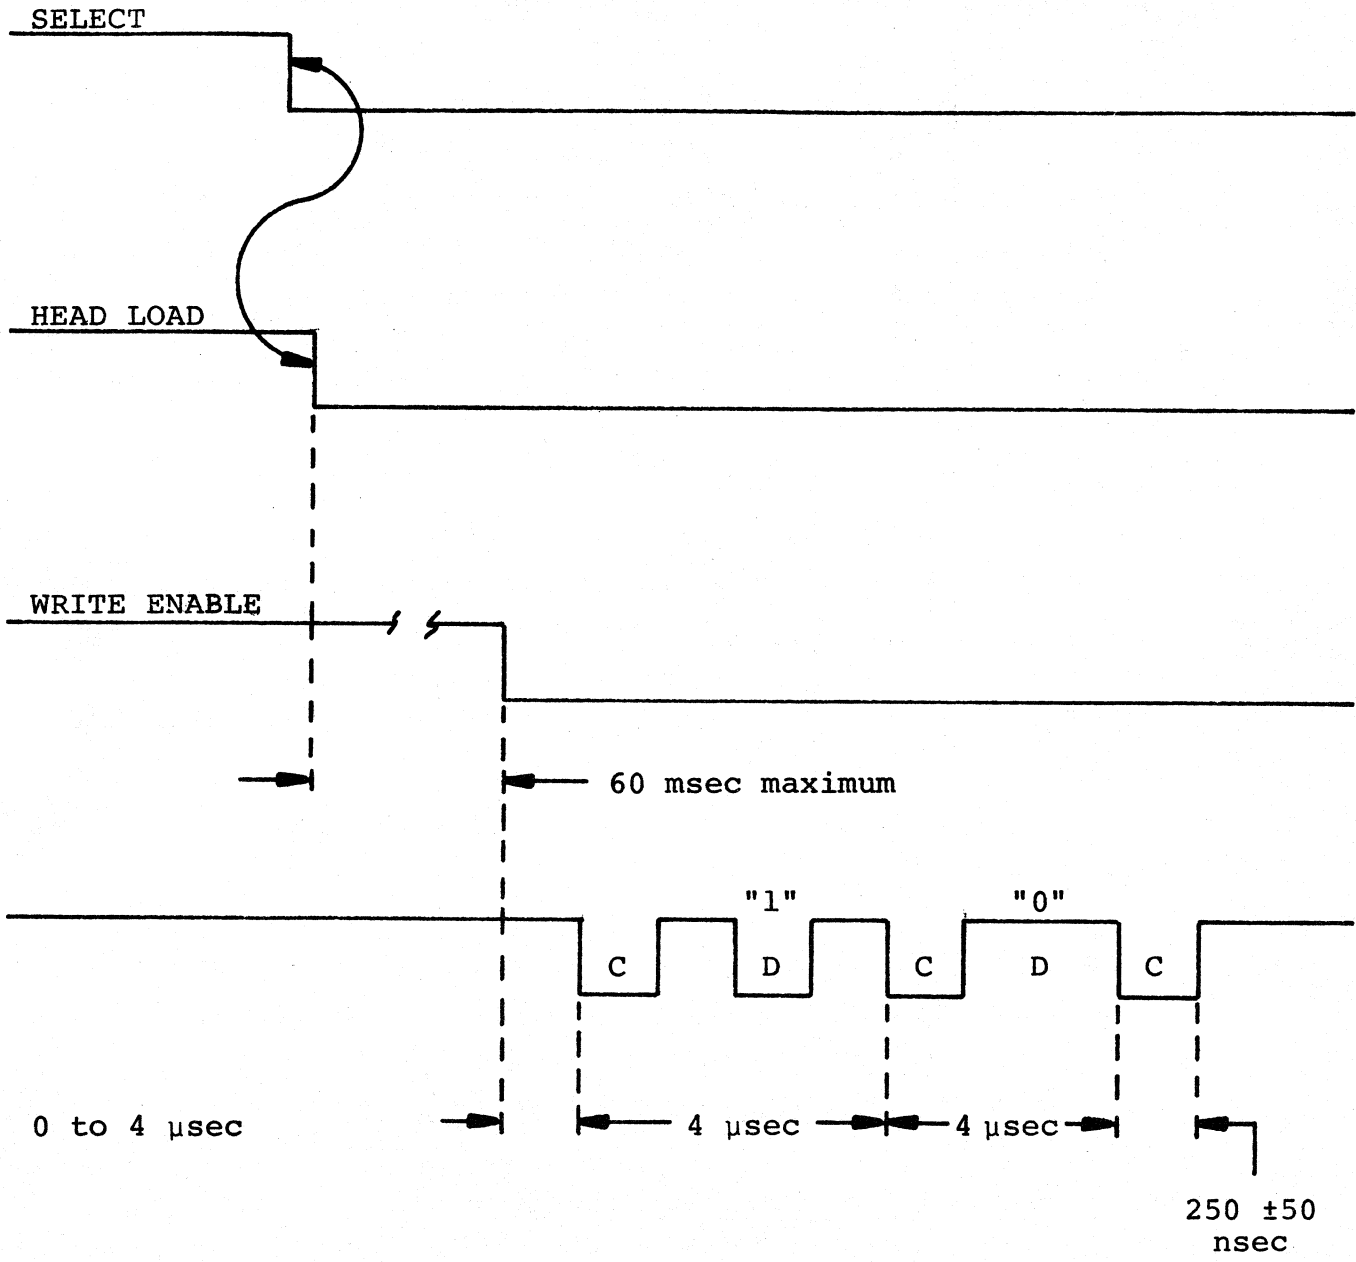 SELECT
HEAD LOAD
WRITE ENABLE
60 msec maximum
"1" "0"
C D C D C
0 to 4 μsec 4 μsec 4 μsec
250 ±50
nsec